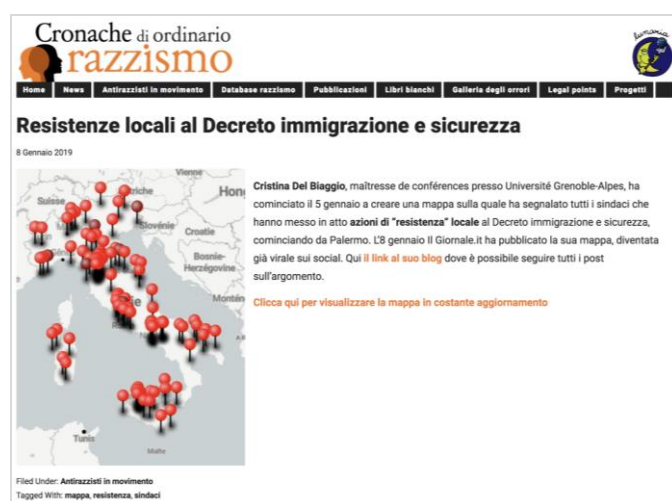 Cronache di ordinario
razzismo
lunaria
Home News Antirazzisti in movimento Database razzismo Pubblicazioni Libri bianchi Galleria degli orrori Legal points Progetti
Resistenze locali al Decreto immigrazione e sicurezza
8 Gennaio 2019
Vienne
Suisse
triche
Hon
Slovénie
Croatie
Bosnie-
Herzégovine
Montén
Tunis
Malte
Cristina Del Biaggio, maîtresse de conférences presso Université Grenoble-Alpes, ha
cominciato il 5 gennaio a creare una mappa sulla quale ha segnalato tutti i sindaci che
hanno messo in atto azioni di “resistenza” locale al Decreto immigrazione e sicurezza,
cominciando da Palermo. L’8 gennaio Il Giornale.it ha pubblicato la sua mappa, diventata
già virale sui social. Qui il link al suo blog dove è possibile seguire tutti i post
sull’argomento.
Clicca qui per visualizzare la mappa in costante aggiornamento
Filed Under: Antirazzisti in movimento
Tagged With: mappa, resistenza, sindaci